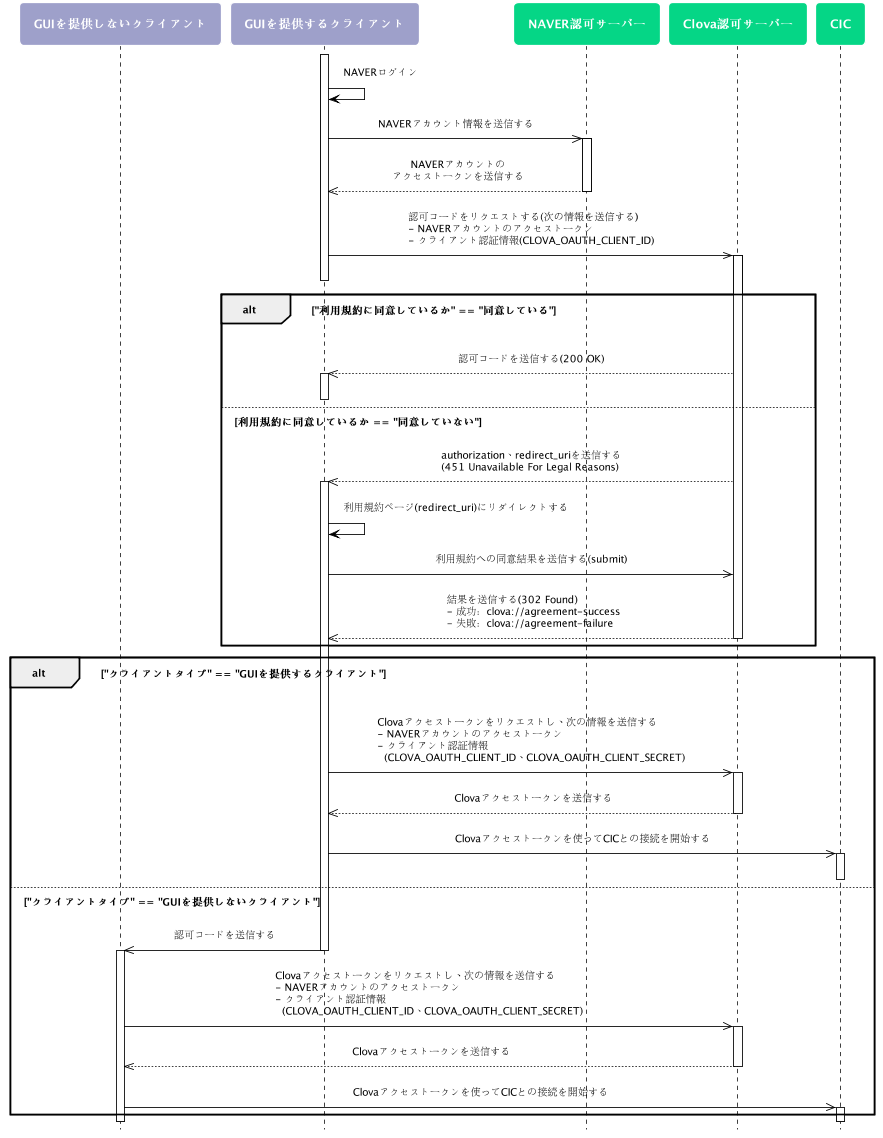 GUIを提供しないクライアント
GUIを提供するクライアント
NAVER認可サーバー
Clova認可サーバー
CIC
NAVERログイン
NAVERアカウント情報を送信する
NAVERアカウントの
アクセストークンを送信する
認可コードをリクエストする(次の情報を送信する)
- NAVERアカウントのアクセストークン
- クライアント認証情報(CLOVA_OAUTH_CLIENT_ID)
alt
["利用規約に同意しているか" == "同意している"]
認可コードを送信する(200 OK)
[利用規約に同意しているか == "同意していない"]
authorization、redirect_uriを送信する
(451 Unavailable For Legal Reasons)
利用規約ページ(redirect_uri)にリダイレクトする
利用規約への同意結果を送信する(submit)
結果を送信する(302 Found)
- 成功: clova://agreement-success
- 失敗: clova://agreement-failure
alt
["クライアントタイプ" == "GUIを提供するクライアント"]
Clovaアクセストークンをリクエストし、次の情報を送信する
- NAVERアカウントのアクセストークン
- クライアント認証情報
(CLOVA_OAUTH_CLIENT_ID、CLOVA_OAUTH_CLIENT_SECRET)
Clovaアクセストークンを送信する
Clovaアクセストークンを使ってCICとの接続を開始する
["クライアントタイプ" == "GUIを提供しないクライアント"]
認可コードを送信する
Clovaアクセストークンをリクエストし、次の情報を送信する
- NAVERアカウントのアクセストークン
- クライアント認証情報
(CLOVA_OAUTH_CLIENT_ID、CLOVA_OAUTH_CLIENT_SECRET)
Clovaアクセストークンを送信する
Clovaアクセストークンを使ってCICとの接続を開始する